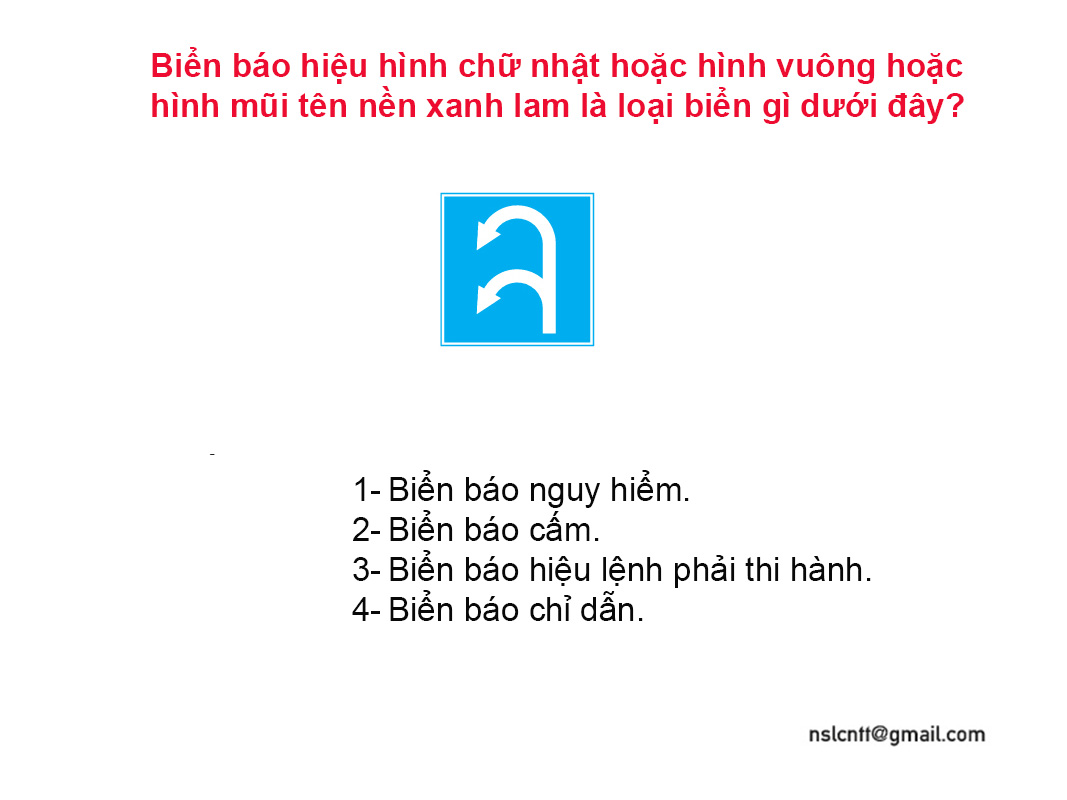 Biển báo hiệu hình chữ nhật hoặc hình vuông hoặc
hình mũi tên nền xanh lam là loại biển gì dưới đây?
-
1- Biển báo nguy hiểm.
2- Biển báo cấm.
3- Biển báo hiệu lệnh phải thi hành.
4- Biển báo chỉ dẫn.
nslcntt@gmail.com